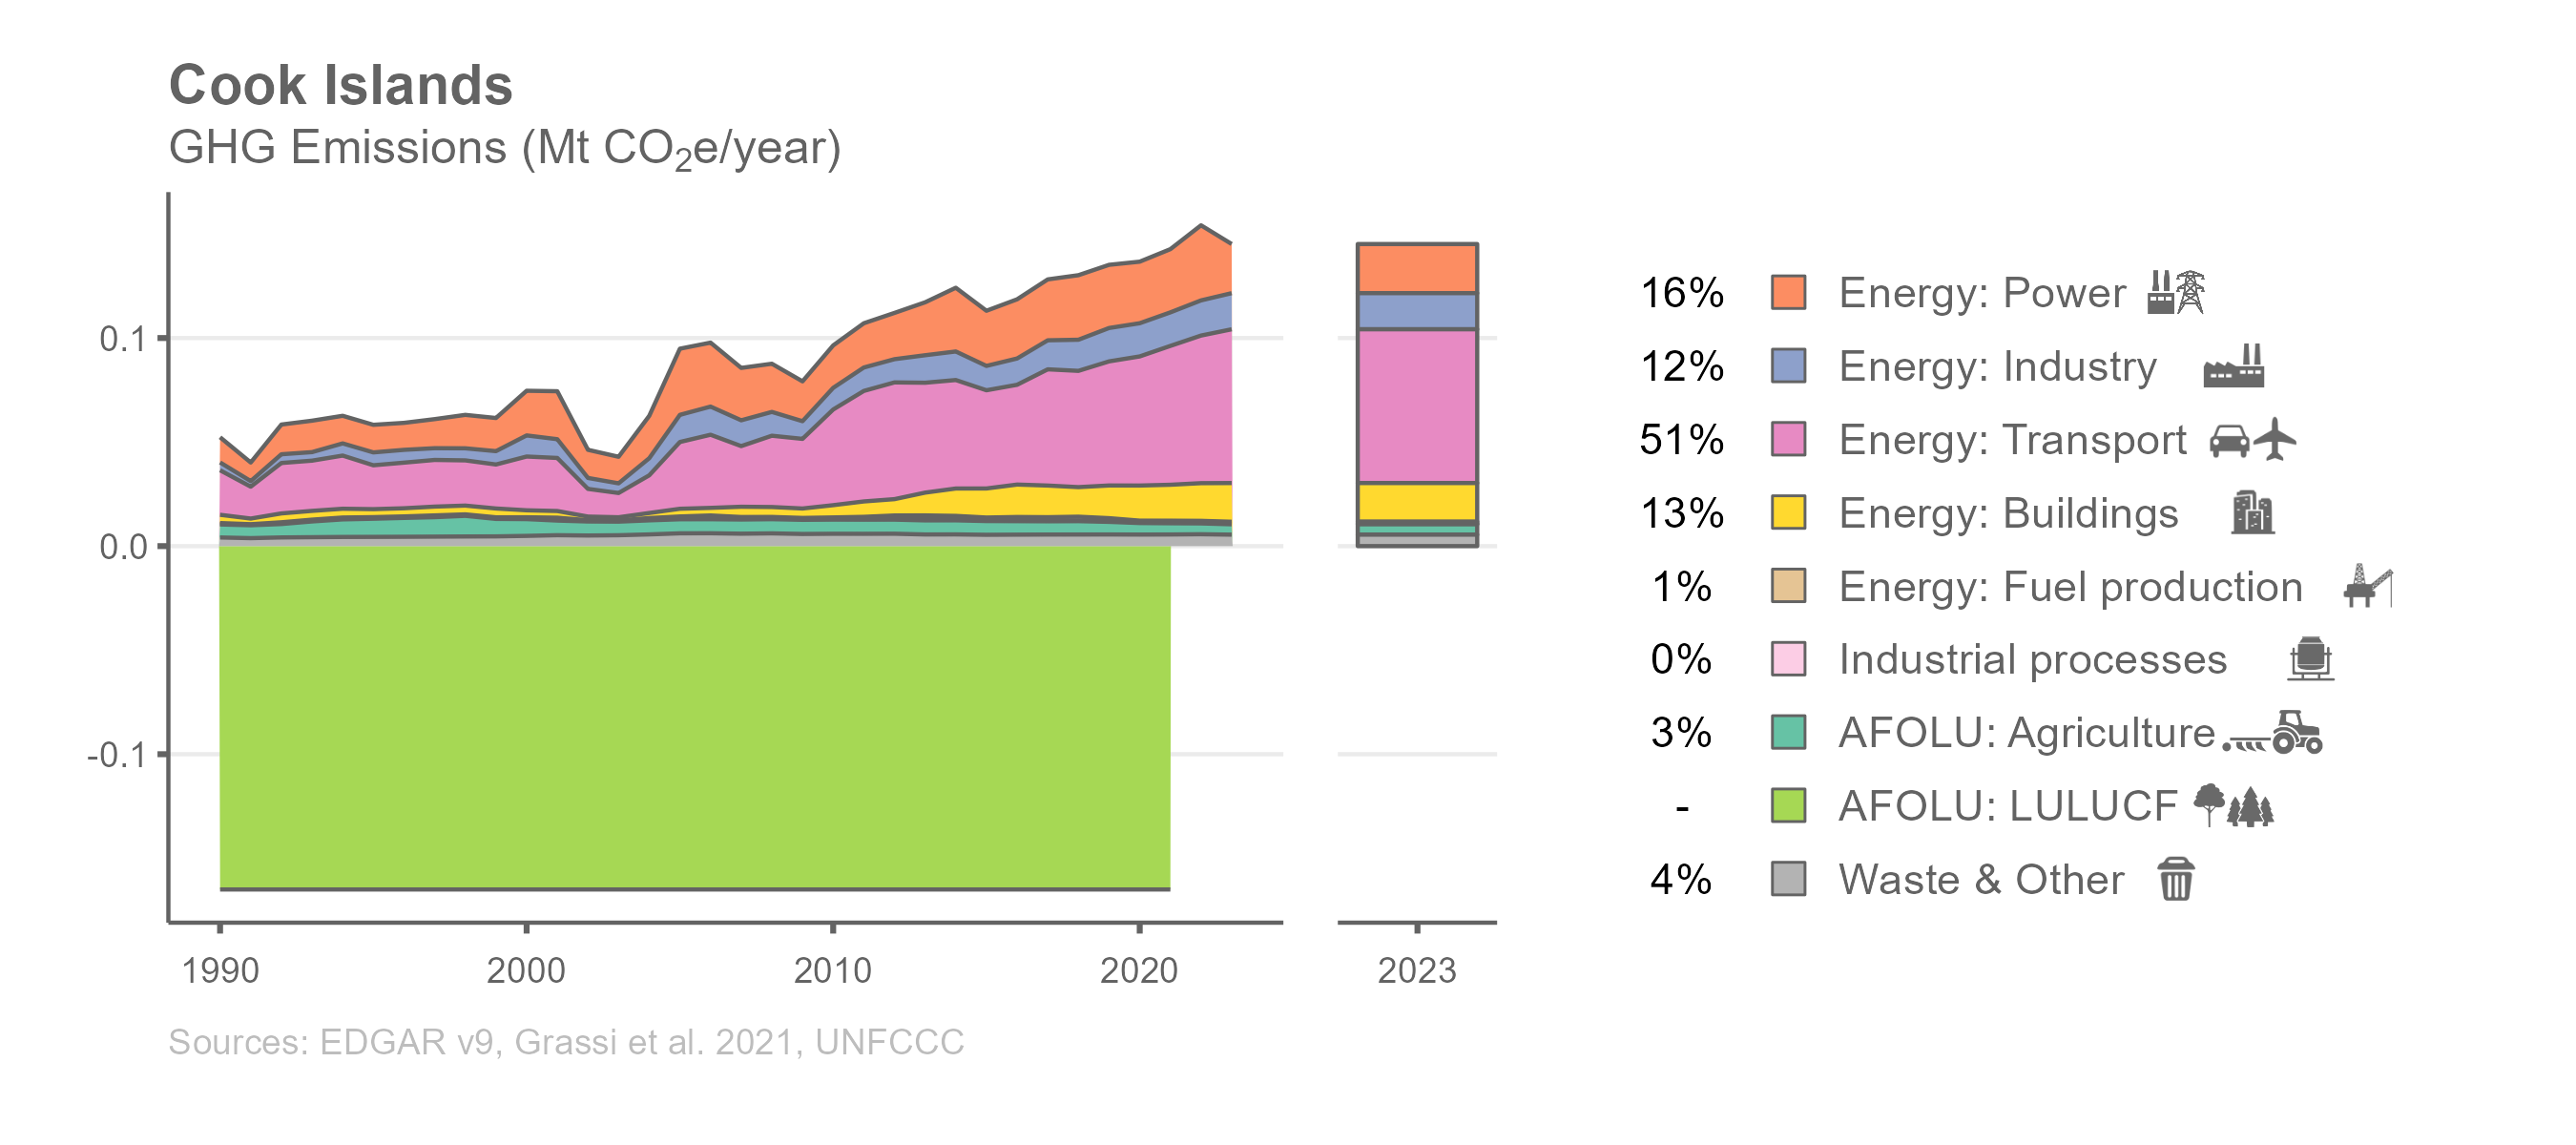 Cook Islands
GHG Emissions (Mt CO₂e/year)
0.1
0.0
-0.1
1990 2000 2010 2020 2023
16% Energy: Power
12% Energy: Industry
51% Energy: Transport
13% Energy: Buildings
1% Energy: Fuel production
0% Industrial processes
3% AFOLU: Agriculture
- AFOLU: LULUCF
4% Waste & Other
Sources: EDGAR v9, Grassi et al. 2021, UNFCCC